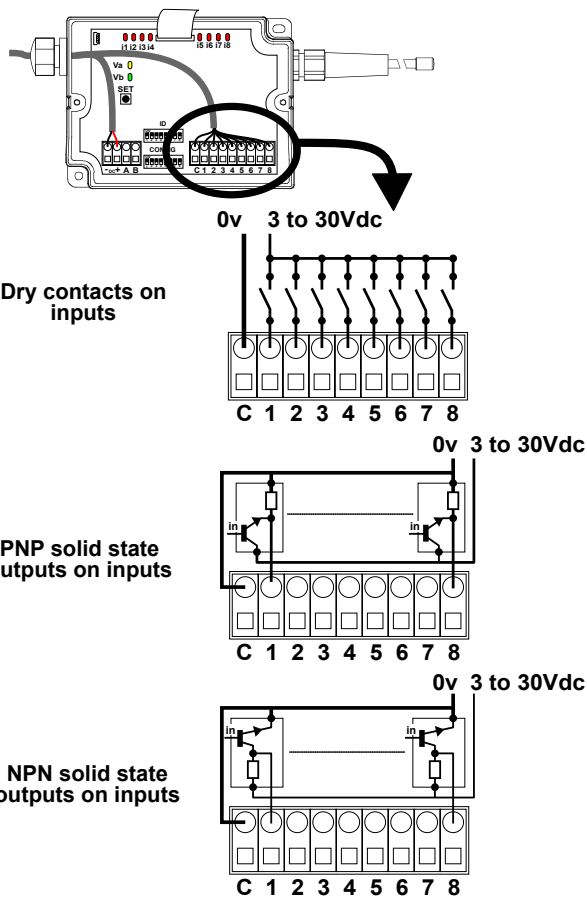 i1 i2 i3 i4 i5 i6 i7 i8
Va
Vb
SET
ID
CONFIG
- DC + A B
C 1 2 3 4 5 6 7 8
0v 3 to 30Vdc
Dry contacts on
inputs
C 1 2 3 4 5 6 7 8
0v 3 to 30Vdc
in in
PNP solid state
utputs on inputs
C 1 2 3 4 5 6 7 8
0v 3 to 30Vdc
in in
NPN solid state
outputs on inputs
C 1 2 3 4 5 6 7 8